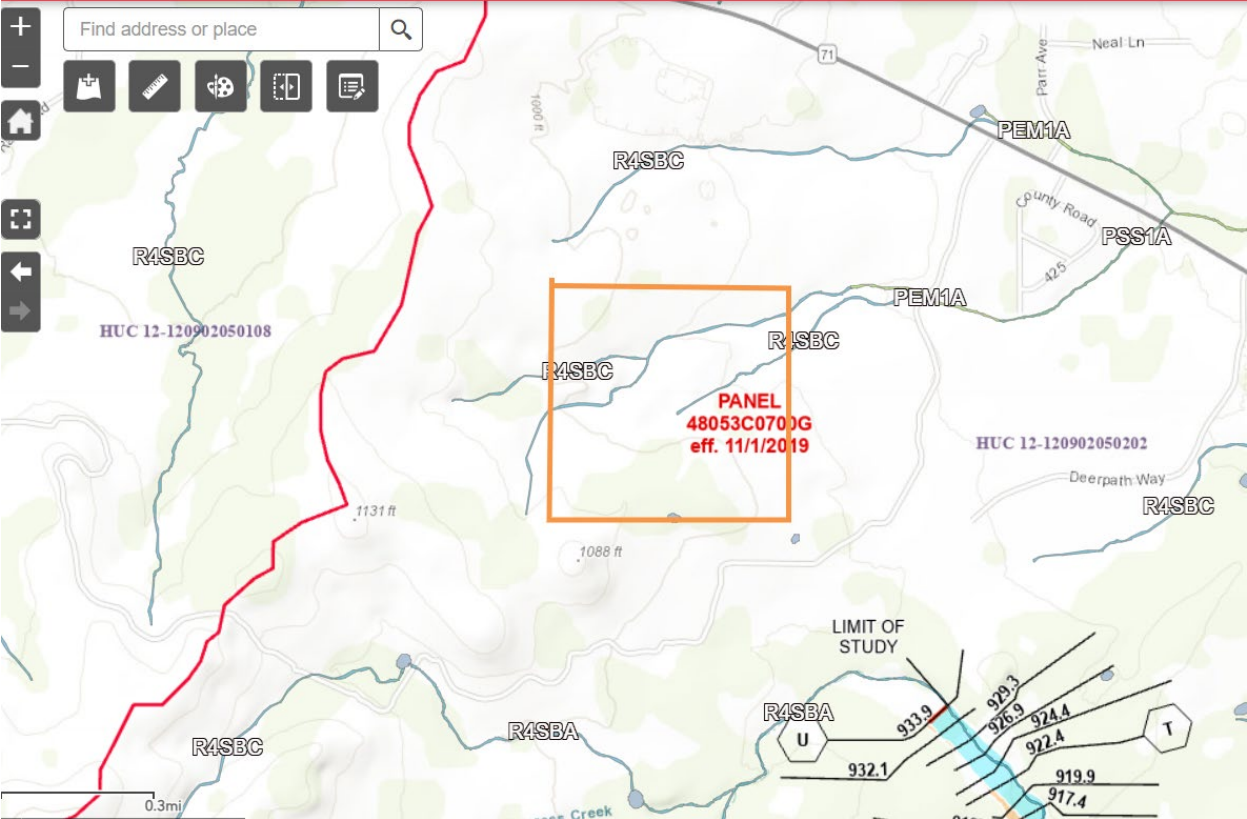 Find address or place
71
Parr Ave
Neal Ln
1000 ft
PEM1A
R4SBC
County Road
425
PSS1A
R4SBC
HUC 12-120902050108
PEM1A
R4SBC
R4SBC
PANEL
48053C0700G
eff. 11/1/2019
HUC 12-120902050202
Deerpath Way
R4SBC
1131 ft
1088 ft
LIMIT OF
STUDY
929.3
933.9
926.9
924.4
R4SBA
U
922.4
T
R4SBA
R4SBC
932.1
919.9
917.4
0.3mi
Creek